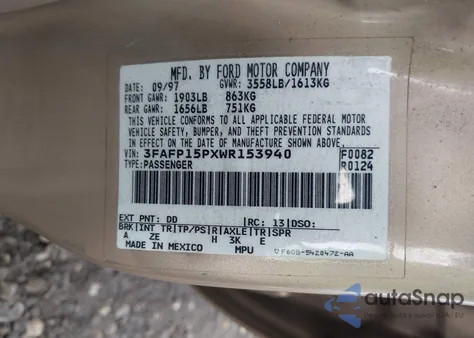 MFD. BY FORD MOTOR COMPANY
DATE: 09/97 GVWR: 3558LB/1613KG
FRONT GAWR: 1903LB 863KG
REAR GAWR: 1656LB 751KG
THIS VEHICLE CONFORMS TO ALL APPLICABLE FEDERAL MOTOR
VEHICLE SAFETY, BUMPER, AND THEFT PREVENTION STANDARDS IN
EFFECT ON THE DATE OF MANUFACTURE SHOWN ABOVE.
VIN: 3FAFP15PXWR153940 F0082
TYPE: PASSENGER R0124
EXT PNT: DD RC: 13 DSO:
BRK INT TR TP/PS R AXLE TR SPR
A ZE H 3K E
MADE IN MEXICO MPU
autoSnap